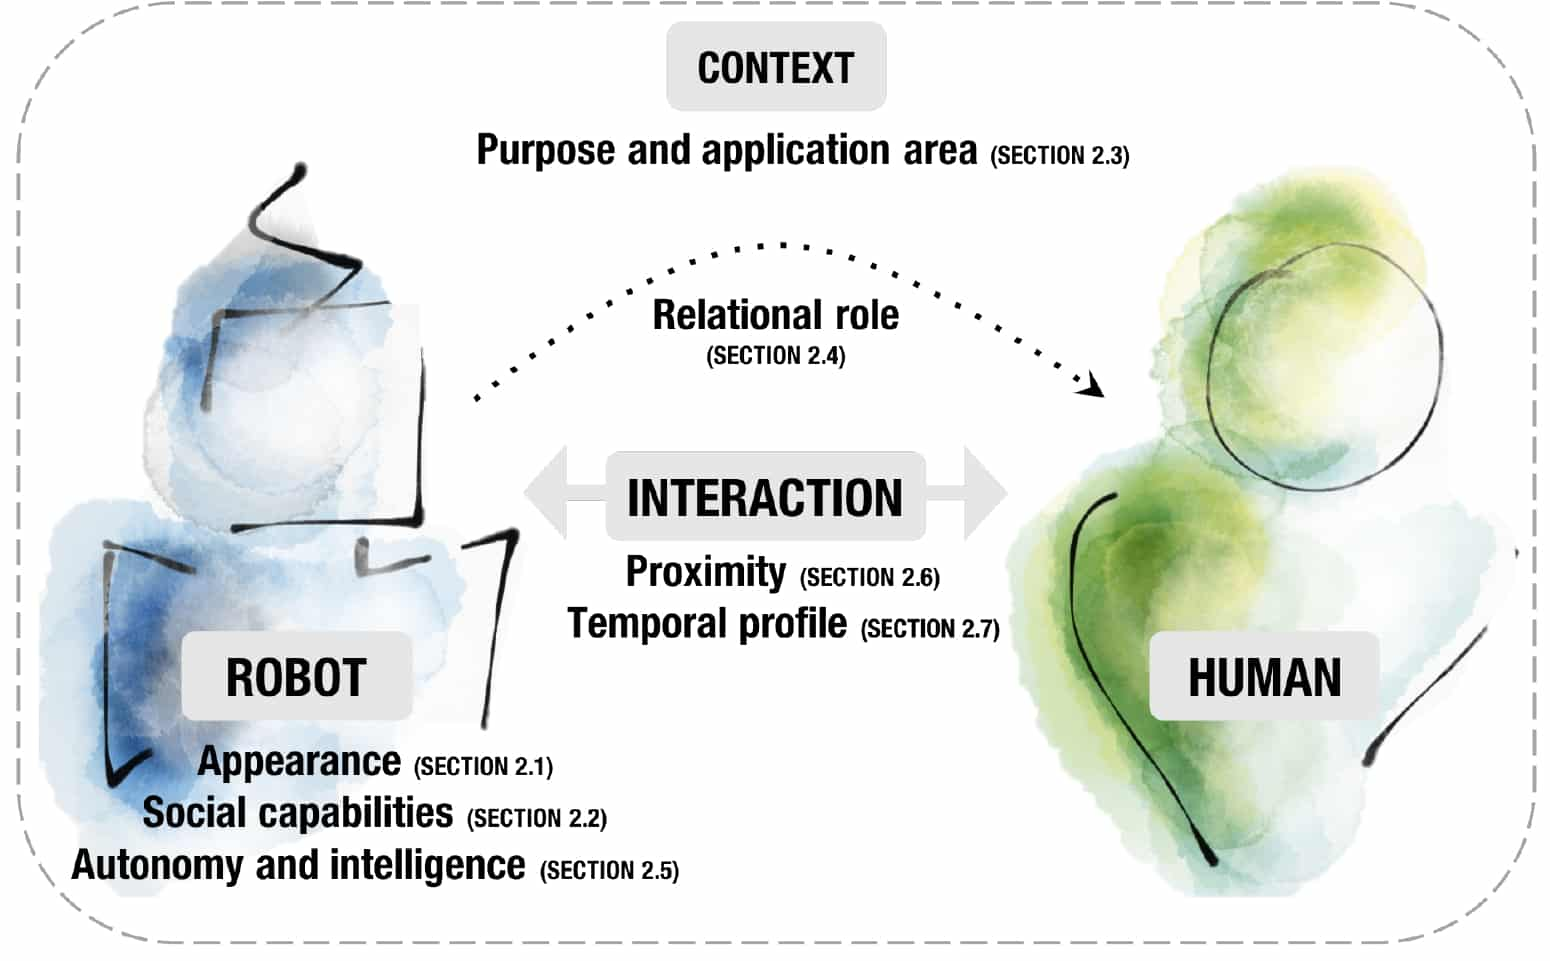 CONTEXT
Purpose and application area (SECTION 2.3)
Relational role
(SECTION 2.4)
INTERACTION
Proximity (SECTION 2.6)
Temporal profile (SECTION 2.7)
ROBOT
Appearance (SECTION 2.1)
Social capabilities (SECTION 2.2)
Autonomy and intelligence (SECTION 2.5)
HUMAN